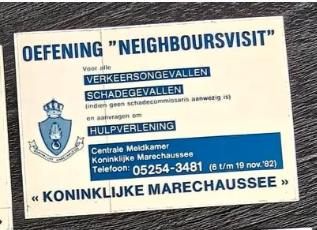 OEFENING "NEIGHBOURSVISIT"
Voor alle
VERKEERSONGEVALLEN
SCHADEGEVALLEN
(indien geen schadecommissaris aanwezig is)
en aanvragen om
HULPVERLENING
Centrale Meldkamer
Koninklijke Marechaussee
Telefoon: 05254-3481 (6 t/m 19 nov.'82)
« KONINKLIJKE MARECHAUSSEE »